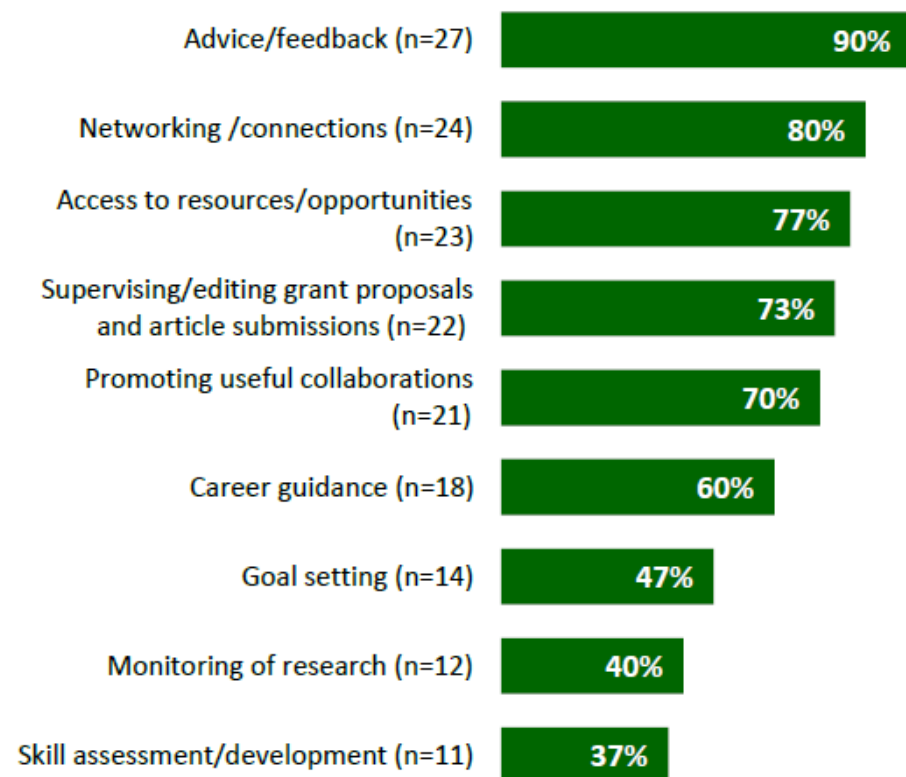 Advice/feedback (n=27)
90%
Networking /connections (n=24)
80%
Access to resources/opportunities
(n=23)
77%
Supervising/editing grant proposals
and article submissions (n=22)
73%
Promoting useful collaborations
(n=21)
70%
Career guidance (n=18)
60%
Goal setting (n=14)
47%
Monitoring of research (n=12)
40%
Skill assessment/development (n=11)
37%